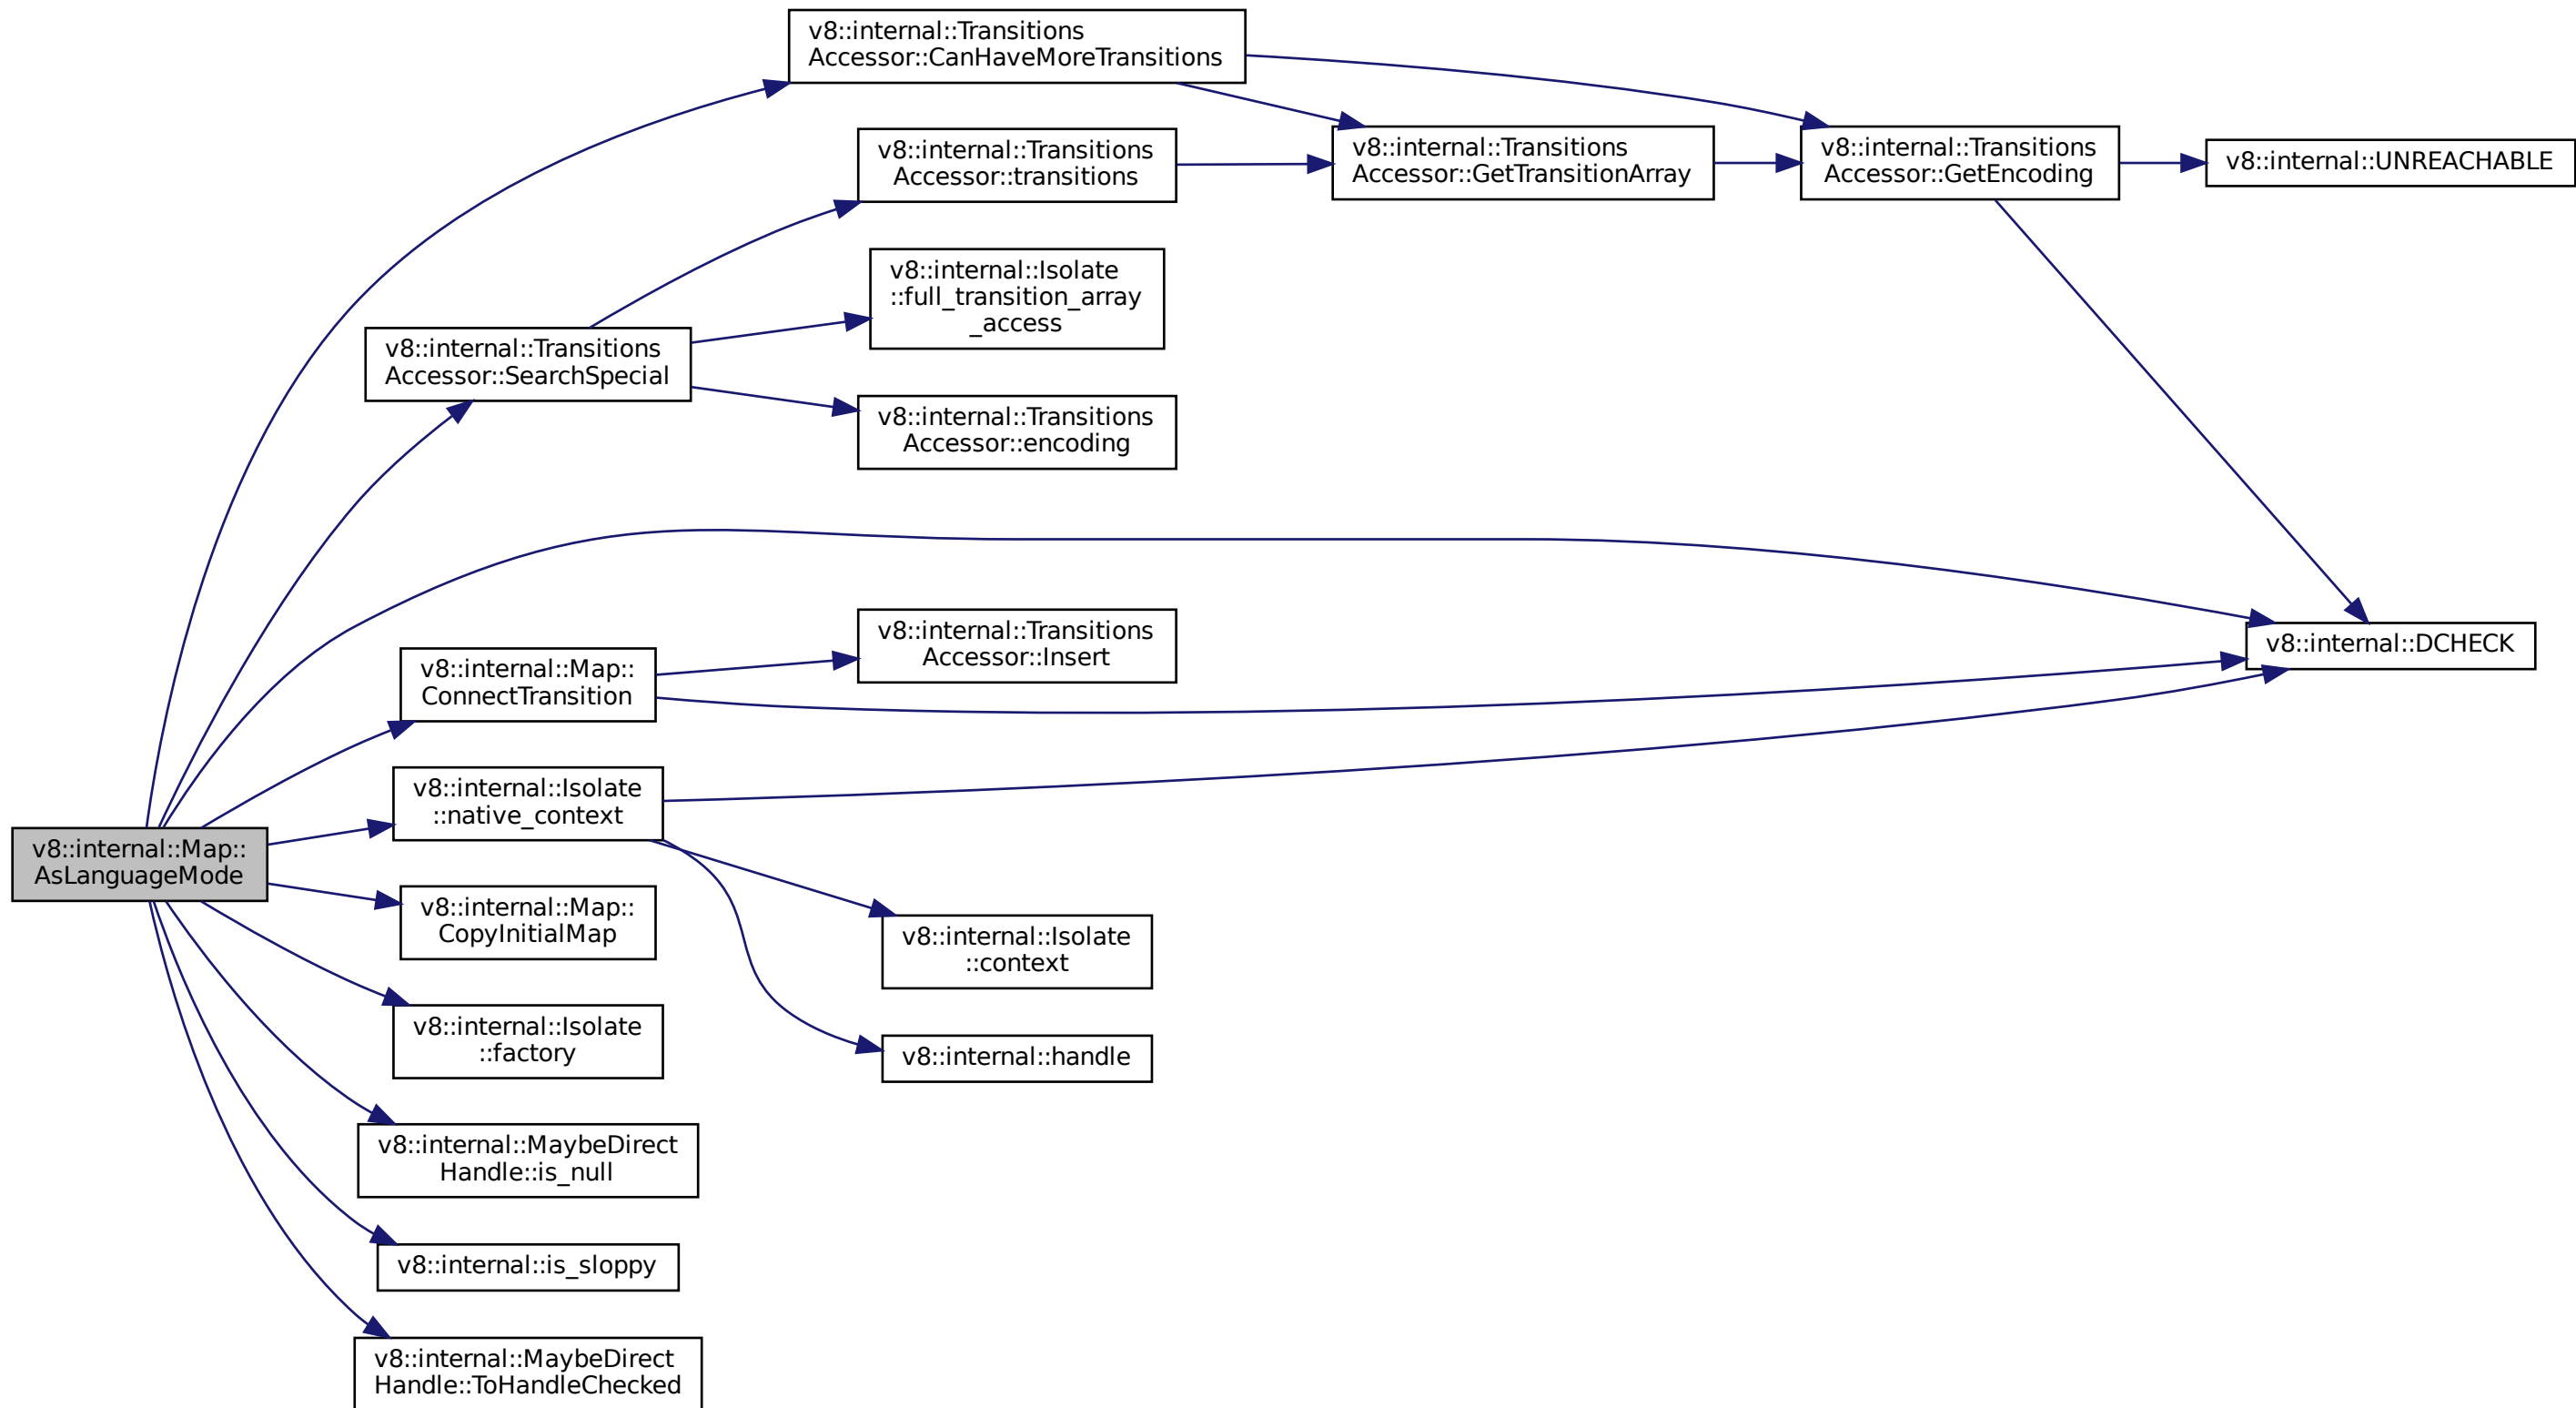 v8::internal::Transitions
Accessor::CanHaveMoreTransitions
v8::internal::Transitions
Accessor::transitions
v8::internal::Transitions
Accessor::GetTransitionArray
v8::internal::Transitions
Accessor::GetEncoding
v8::internal::UNREACHABLE
v8::internal::Isolate
::full_transition_array
_access
v8::internal::Transitions
Accessor::SearchSpecial
v8::internal::Transitions
Accessor::encoding
v8::internal::Transitions
Accessor::Insert
v8::internal::DCHECK
v8::internal::Map::
ConnectTransition
v8::internal::Isolate
::native_context
v8::internal::Map::
AsLanguageMode
v8::internal::Map::
CopyInitialMap
v8::internal::Isolate
::context
v8::internal::Isolate
::factory
v8::internal::handle
v8::internal::MaybeDirect
Handle::is_null
v8::internal::is_sloppy
v8::internal::MaybeDirect
Handle::ToHandleChecked